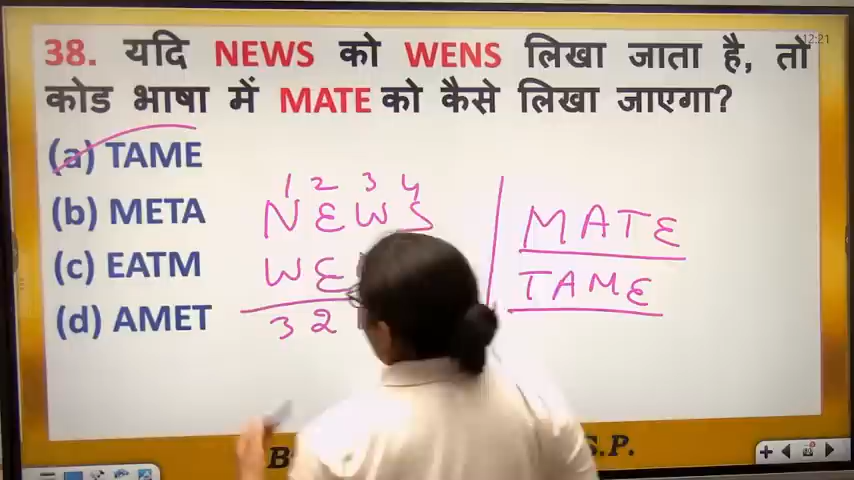 12:21
38. यदि NEWS को WENS लिखा जाता है, तो
कोड भाषा में MATE को कैसे लिखा जाएगा?
(a) TAME
(b) META
(c) EATM
(d) AMET
1 2 3 4
NEWS
WE
3 2
MATE
TAME
S.P.